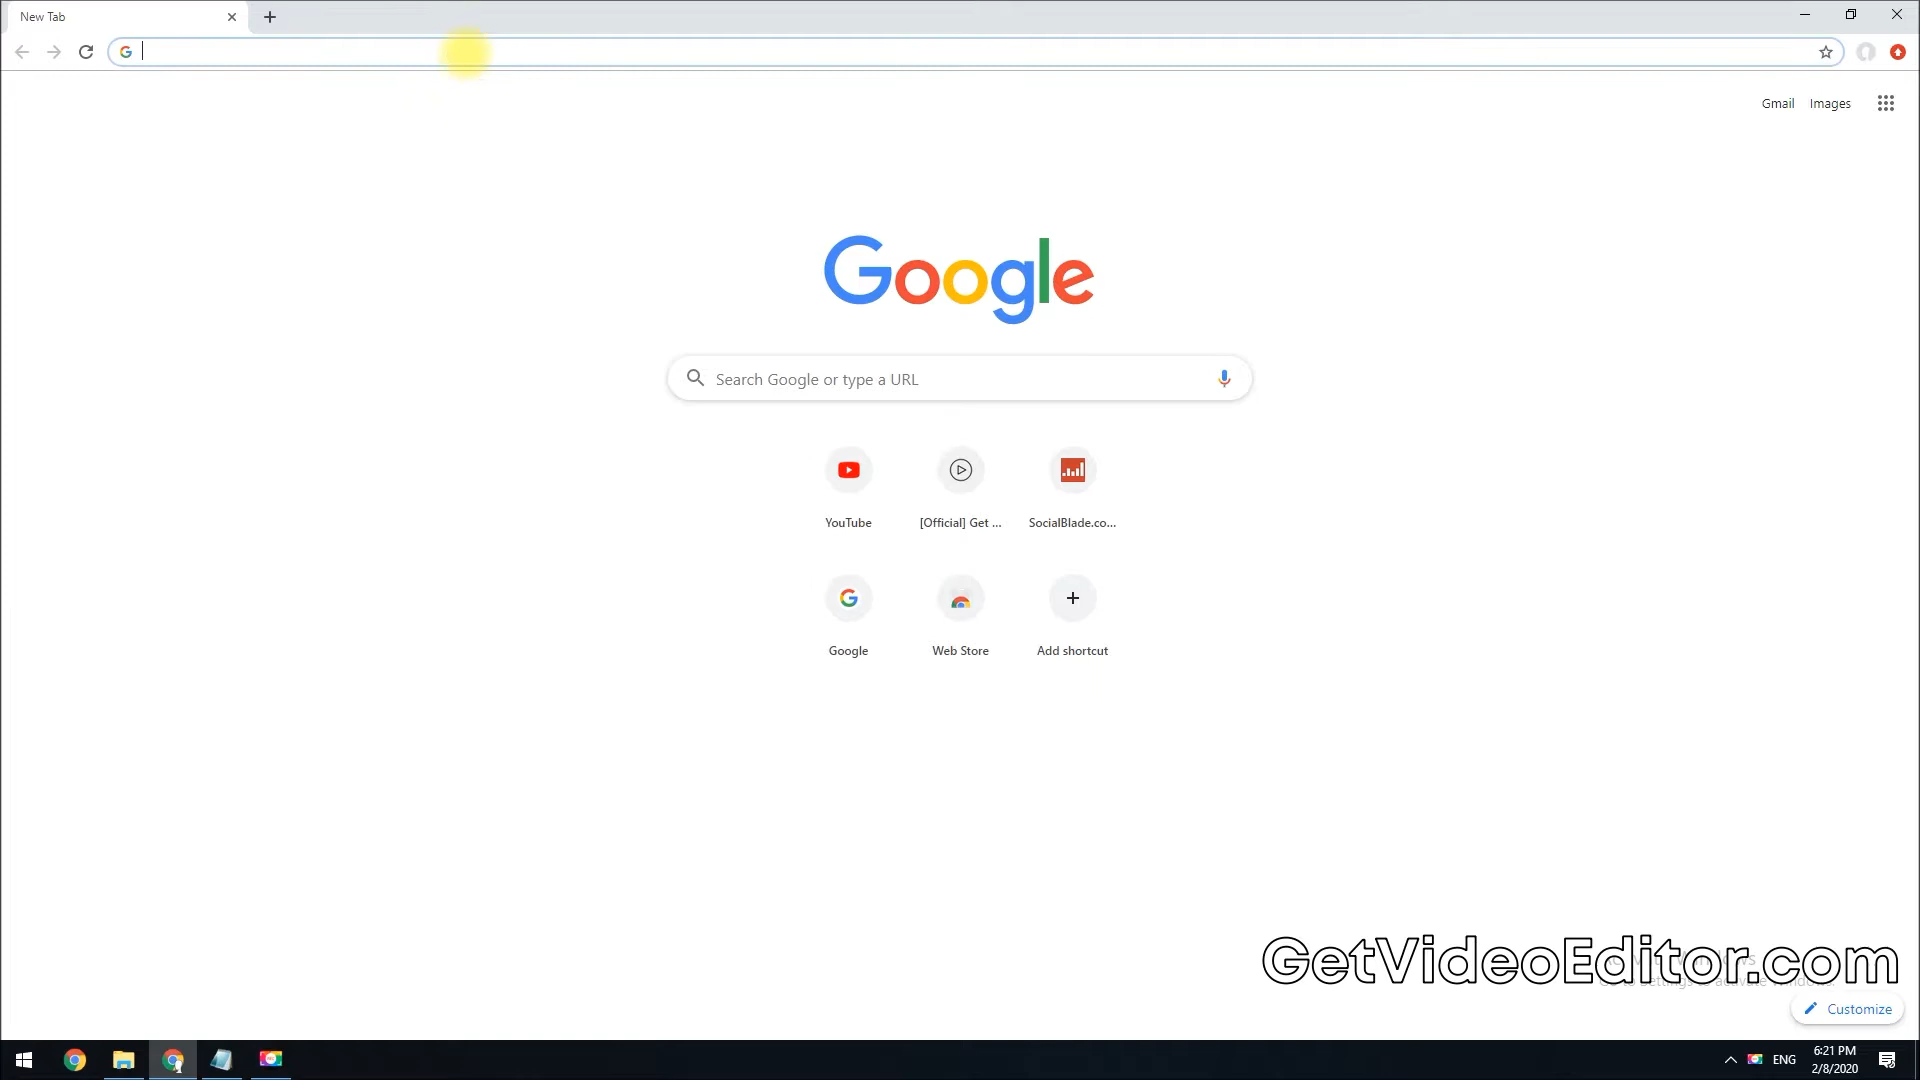 New Tab
Gmail Images
Google
Search Google or type a URL
YouTube
[Official] Get ...
SocialBlade.co...
Google
Web Store
Add shortcut
GetVideoEditor.com
Customize
ENG
6:21 PM
2/8/2020